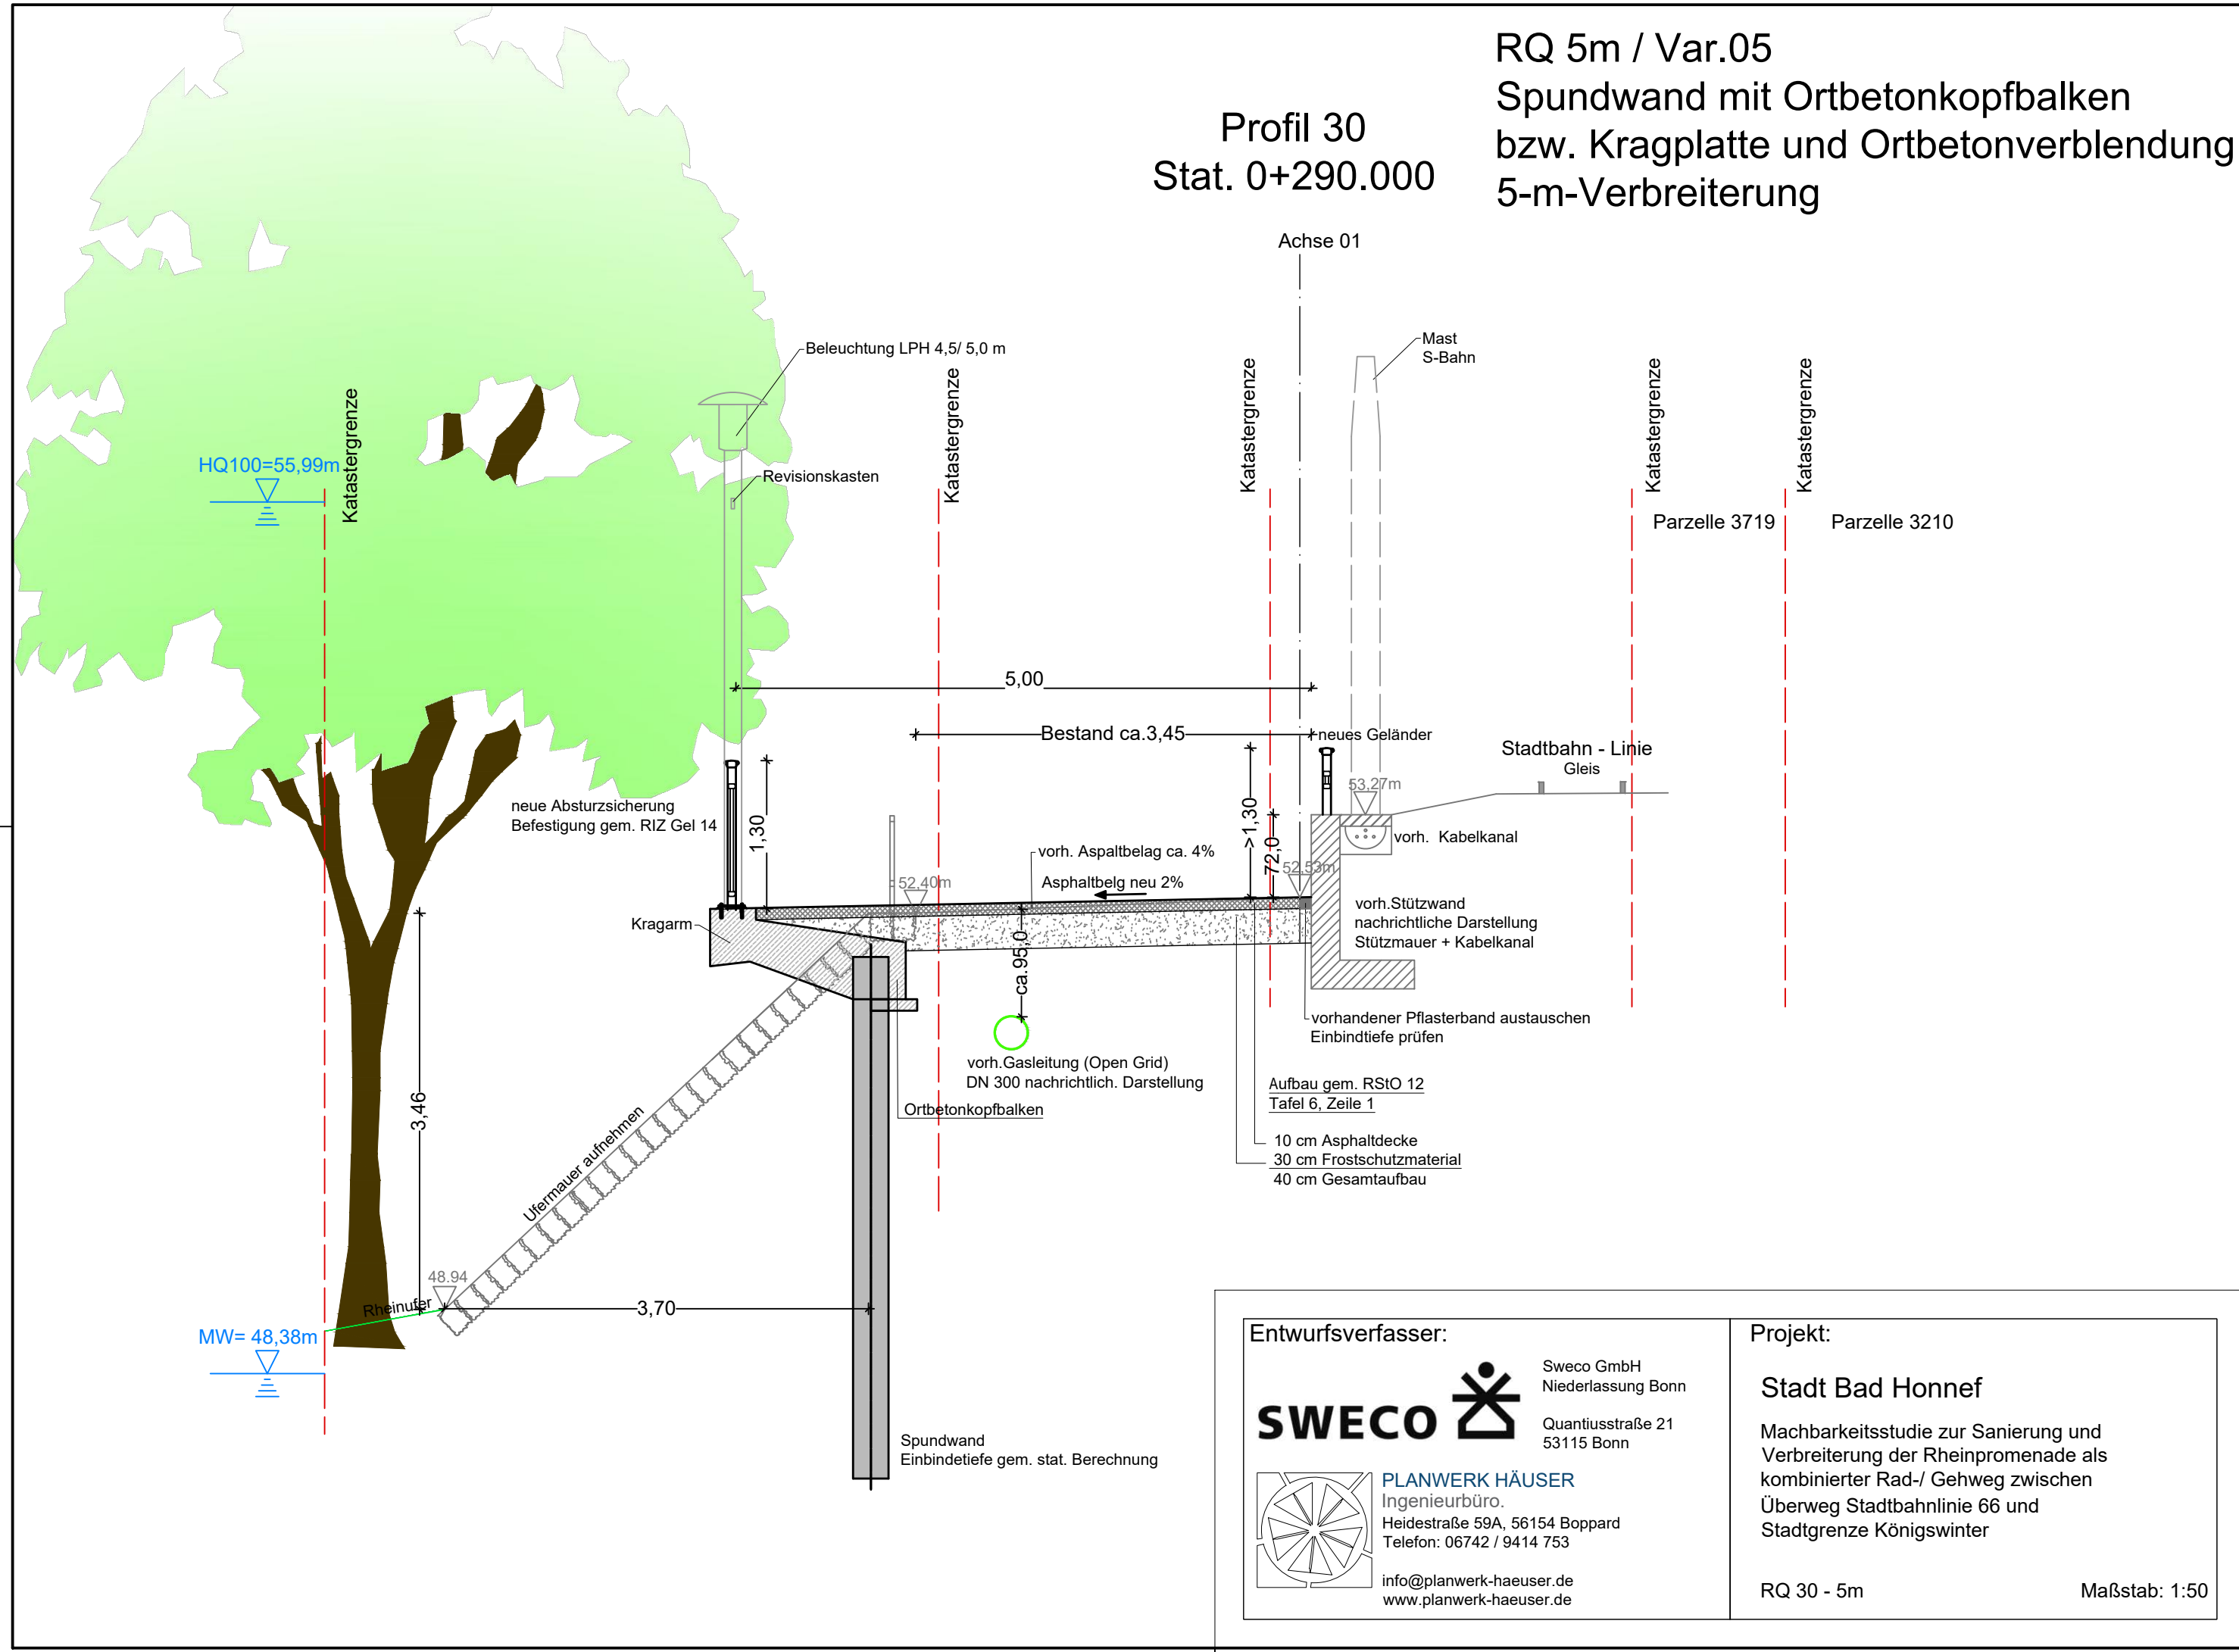 RQ 5m / Var.05
Spundwand mit Ortbetonkopfbalken
bzw. Kragplatte und Ortbetonverblendung
5-m-Verbreiterung
Profil 30
Stat. 0+290.000
Achse 01
Mast
S-Bahn
Beleuchtung LPH 4,5/ 5,0 m
Katastergrenze
Katastergrenze
Katastergrenze
Katastergrenze
Katastergrenze
HQ100=55,99m
Revisionskasten
Parzelle 3719
Parzelle 3210
5,00
Bestand ca.3,45
neues Geländer
Stadtbahn - Linie
Gleis
53,27m
neue Absturzsicherung
Befestigung gem. RIZ Gel 14
1,30
>1,30
72,0
vorh. Kabelkanal
vorh. Aspaltbelag ca. 4%
52,53m
52,40m
Asphaltbelg neu 2%
Kragarm
vorh.Stützwand
nachrichtliche Darstellung
Stützmauer + Kabelkanal
ca.95,0
vorhandener Pflasterband austauschen
Einbindtiefe prüfen
vorh.Gasleitung (Open Grid)
DN 300 nachrichtlich. Darstellung
Ortbetonkopfbalken
Aufbau gem. RStO 12
Tafel 6, Zeile 1
10 cm Asphaltdecke
30 cm Frostschutzmaterial
40 cm Gesamtaufbau
3,46
Ufermauer aufnehmen
48.94
Rheinufer
3,70
MW= 48,38m
Spundwand
Einbindetiefe gem. stat. Berechnung
Entwurfsverfasser:
SWECO
Sweco GmbH
Niederlassung Bonn
Quantiusstraße 21
53115 Bonn
PLANWERK HÄUSER
Ingenieurbüro.
Heidestraße 59A, 56154 Boppard
Telefon: 06742 / 9414 753
info@planwerk-haeuser.de
www.planwerk-haeuser.de
Projekt:
Stadt Bad Honnef
Machbarkeitsstudie zur Sanierung und
Verbreiterung der Rheinpromenade als
kombinierter Rad-/ Gehweg zwischen
Überweg Stadtbahnlinie 66 und
Stadtgrenze Königswinter
RQ 30 - 5m
Maßstab: 1:50